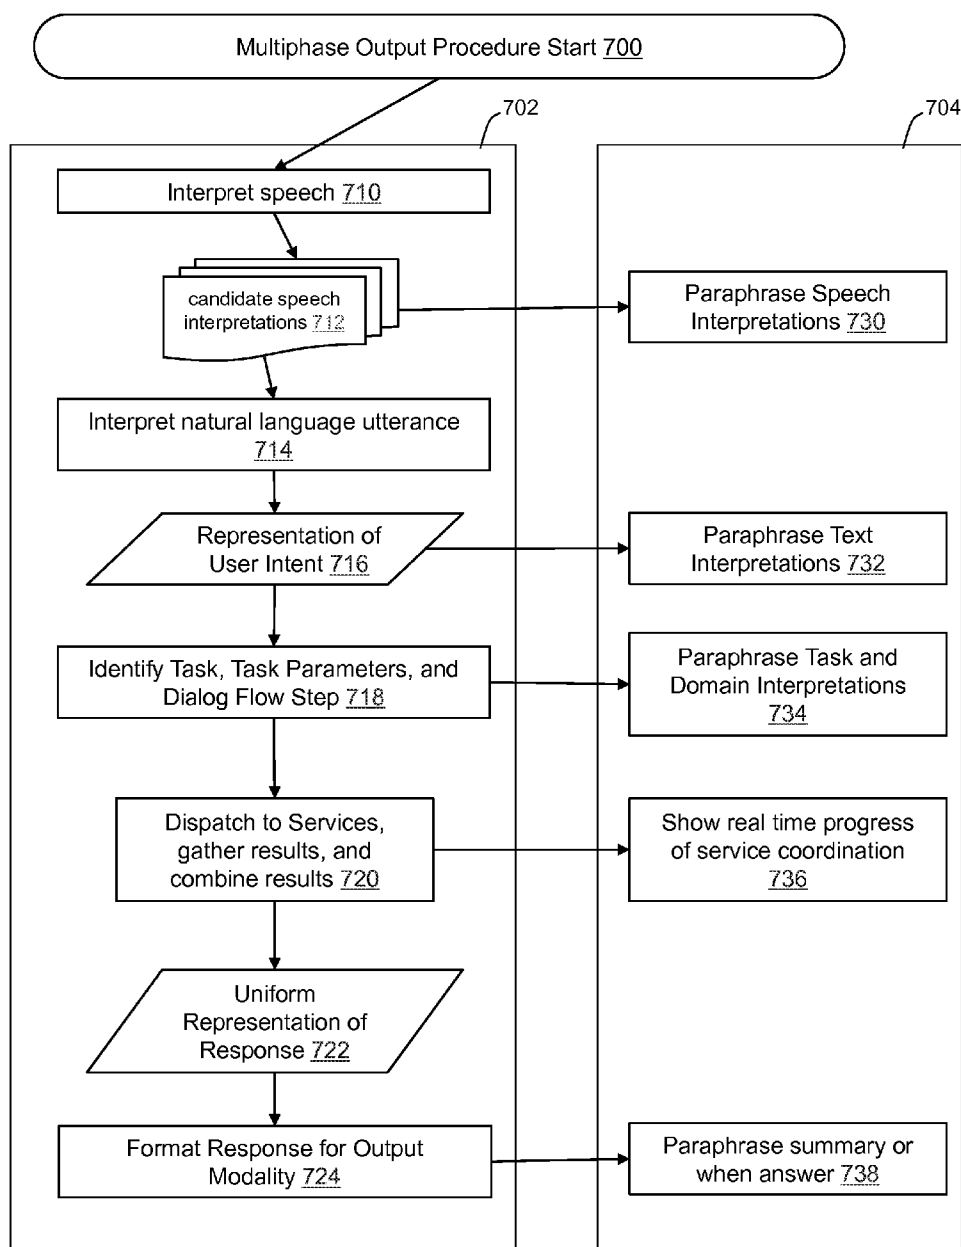 Multiphase Output Procedure Start 700
702
704
Interpret speech 710
candidate speech
interpretations 712
Paraphrase Speech
Interpretations 730
Interpret natural language utterance
714
Representation of
User Intent 716
Paraphrase Text
Interpretations 732
Identify Task, Task Parameters, and
Dialog Flow Step 718
Paraphrase Task and
Domain Interpretations
734
Dispatch to Services,
gather results, and
combine results 720
Show real time progress
of service coordination
736
Uniform
Representation of
Response 722
Format Response for Output
Modality 724
Paraphrase summary or
when answer 738